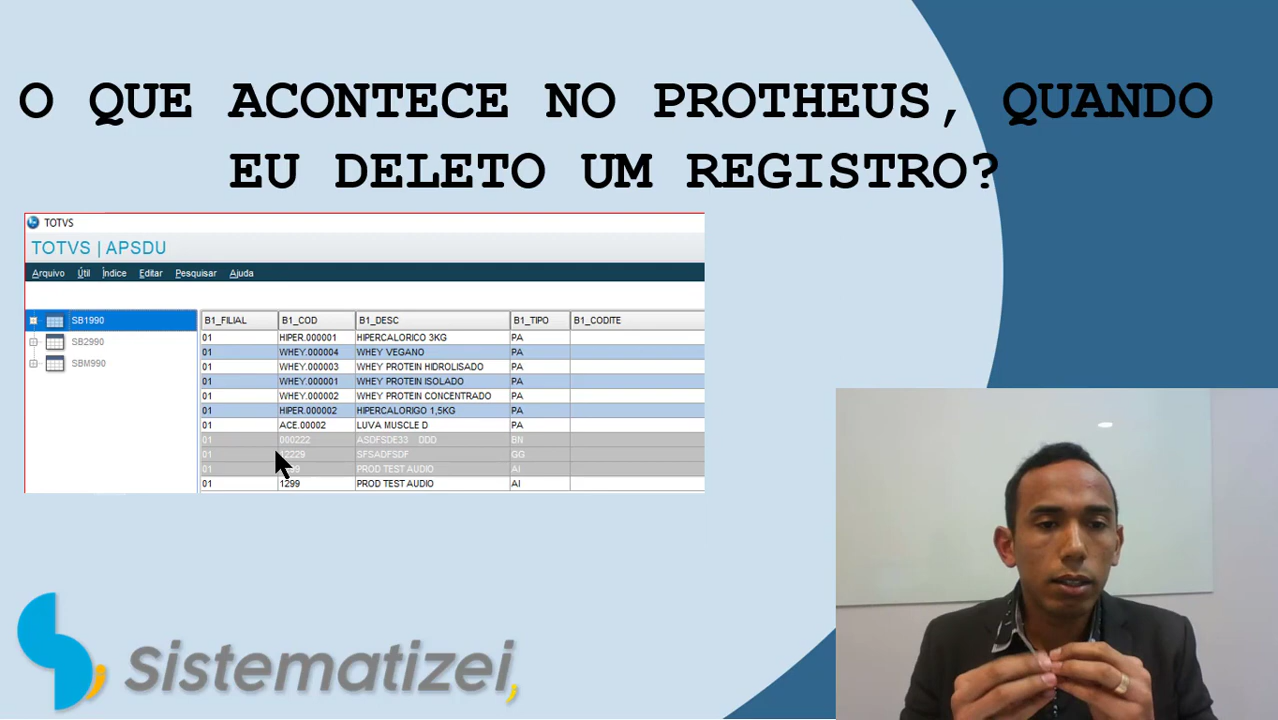 O QUE ACONTECE NO PROTHEUS, QUANDO
EU DELETO UM REGISTRO?
TOTVS
TOTVS | APSDU
Arquivo Útil Índice Editar Pesquisar Ajuda
SB1990
SB2990
SBM990
B1_FILIAL B1_COD B1_DESC B1_TIPO B1_CODITE
01 HIPER.000001 HIPERCALORICO 3KG PA
01 WHEY.000004 WHEY VEGANO PA
01 WHEY.000003 WHEY PROTEIN HIDROLISADO PA
01 WHEY.000001 WHEY PROTEIN ISOLADO PA
01 WHEY.000002 WHEY PROTEIN CONCENTRADO PA
01 HIPER.000002 HIPERCALORIGO 1,5KG PA
01 ACE.00002 LUVA MUSCLE D PA
01 000222 ASDFSDE33 DDD BN
01 SFSADFSDF GG
01 PROD TEST AUDIO AI
01 1299 PROD TEST AUDIO AI
Sistematizei,